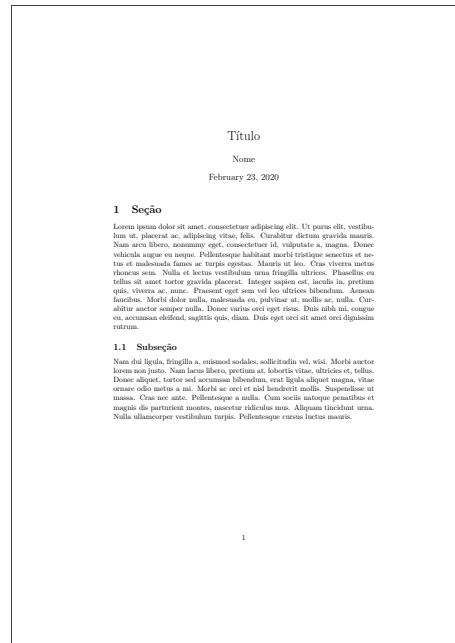 Título
Nome
February 23, 2020
1 Seção
Lorem ipsum dolor sit amet, consectetuer adipiscing elit. Ut purus elit, vestibu-
lum ut, placerat ac, adipiscing vitae, felis. Curabitur dictum gravida mauris.
Nam arcu libero, nonummy eget, consectetuer id, vulputate a, magna. Donec
vehicula augue eu neque. Pellentesque habitant morbi tristique senectus et ne-
tus et malesuada fames ac turpis egestas. Mauris ut leo. Cras viverra metus
rhoncus sem. Nulla et lectus vestibulum urna fringilla ultrices. Phasellus eu
tellus sit amet tortor gravida placerat. Integer sapien est, iaculis in, pretium
quis, viverra ac, nunc. Praesent eget sem vel leo ultrices bibendum. Aenean
faucibus. Morbi dolor nulla, malesuada eu, pulvinar at, mollis ac, nulla. Cur-
abitur auctor semper nulla. Donec varius orci eget risus. Duis nibh mi, congue
eu, accumsan eleifend, sagittis quis, diam. Duis eget orci sit amet orci dignissim
rutrum.
1.1 Subseção
Nam dui ligula, fringilla a, euismod sodales, sollicitudin vel, wisi. Morbi auctor
lorem non justo. Nam lacus libero, pretium at, lobortis vitae, ultricies et, tellus.
Donec aliquet, tortor sed accumsan bibendum, erat ligula aliquet magna, vitae
ornare odio metus a mi. Morbi ac orci et nisl hendrerit mollis. Suspendisse ut
massa. Cras nec ante. Pellentesque a nulla. Cum sociis natoque penatibus et
magnis dis parturient montes, nascetur ridiculus mus. Aliquam tincidunt urna.
Nulla ullamcorper vestibulum turpis. Pellentesque cursus luctus mauris.
1